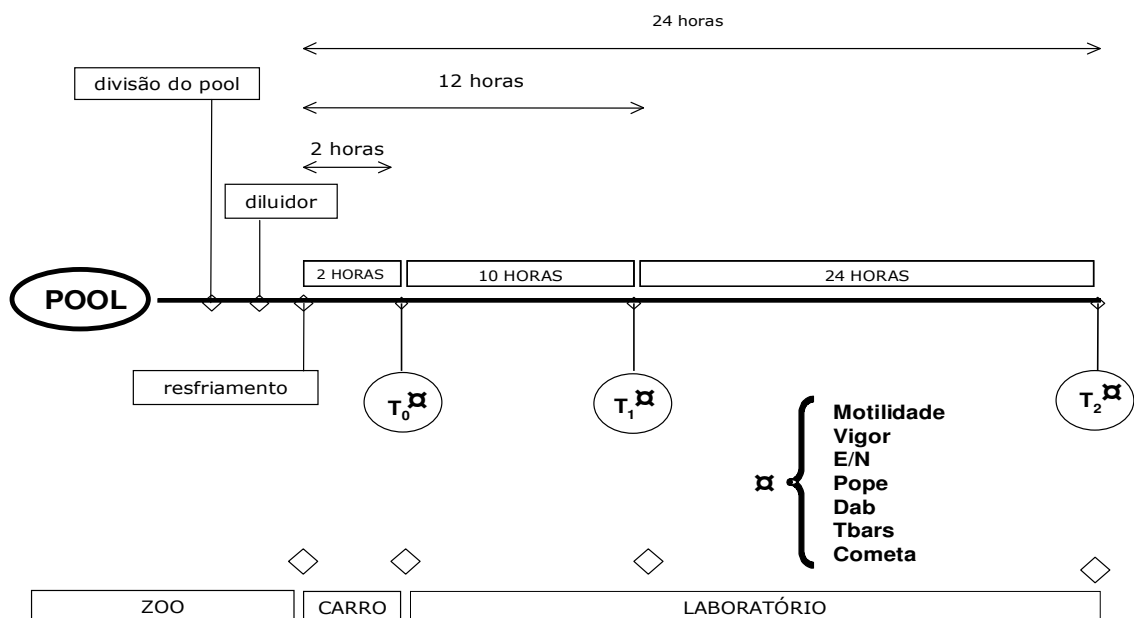 24 horas
divisão do pool
12 horas
2 horas
diluidor
2 HORAS
10 HORAS
24 HORAS
POOL
resfriamento
T₀¤
T₁¤
T₂¤
¤
Motilidade
Vigor
E/N
Pope
Dab
Tbars
Cometa
ZOO
CARRO
LABORATÓRIO